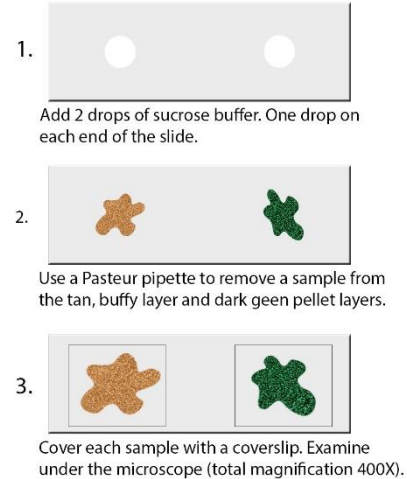 1.
Add 2 drops of sucrose buffer. One drop on
each end of the slide.
2.
Use a Pasteur pipette to remove a sample from
the tan, buffy layer and dark geen pellet layers.
3.
Cover each sample with a coverslip. Examine
under the microscope (total magnification 400X).